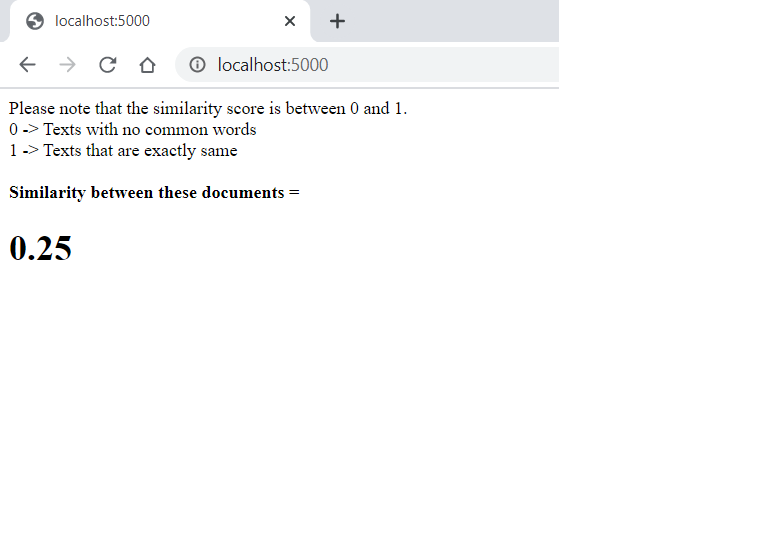 localhost:5000
localhost:5000
Please note that the similarity score is between 0 and 1.
0 -> Texts with no common words
1 -> Texts that are exactly same
Similarity between these documents =
0.25